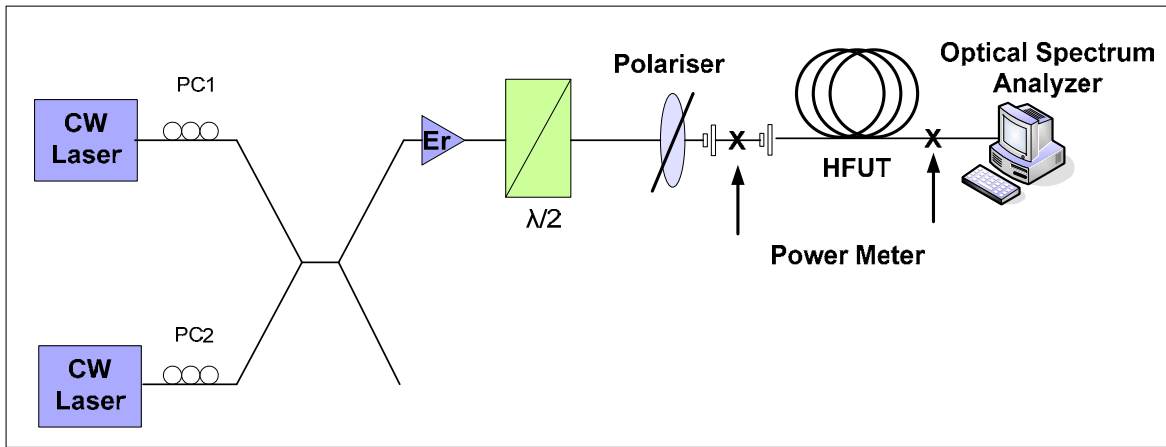 PC1
CW
Laser
PC2
CW
Laser
Er
λ/2
Polariser
X
HFUT
X
Optical Spectrum
Analyzer
Power Meter